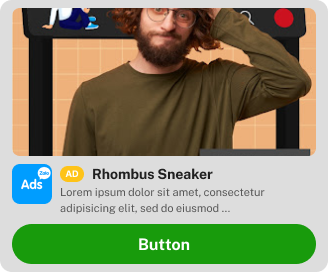 Ads
Zalo
AD Rhombus Sneaker
Lorem ipsum dolor sit amet, consectetur
adipisicing elit, sed do eiusmod ...
Button